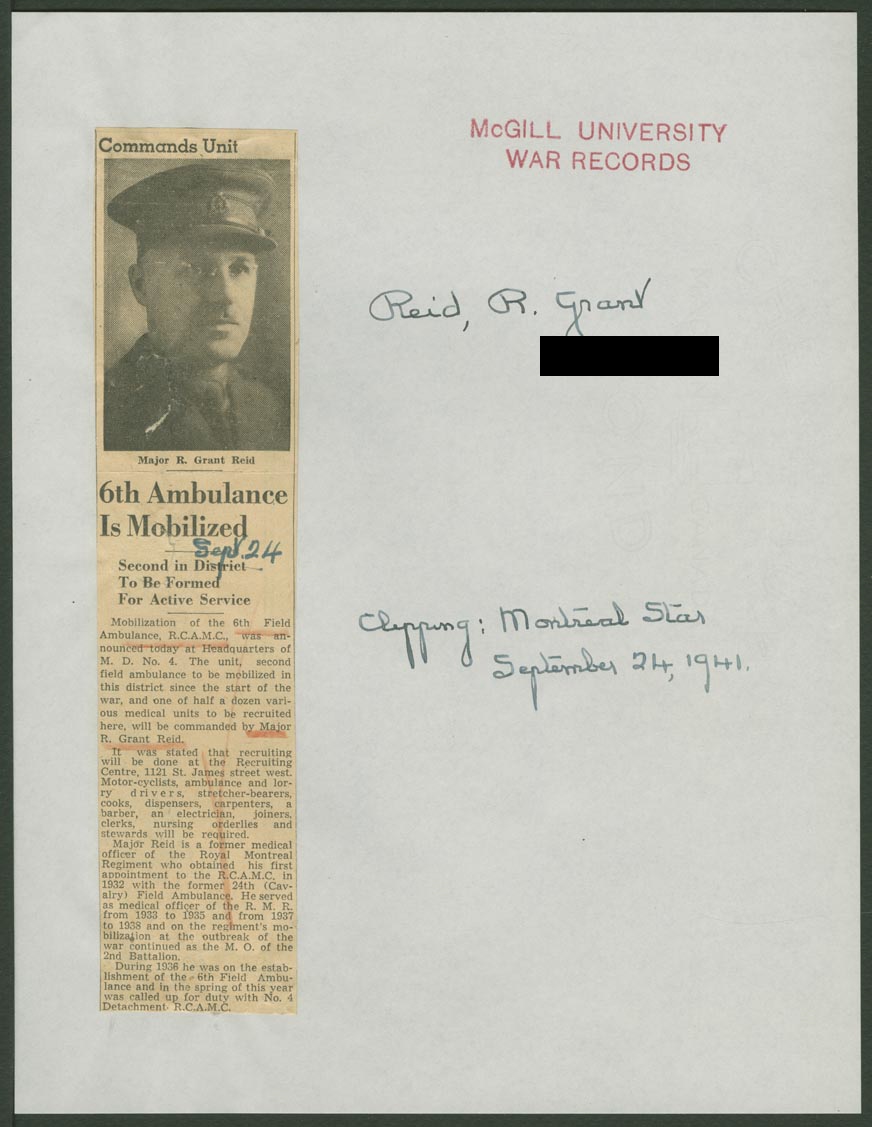 McGILL UNIVERSITY
WAR RECORDS
Reid, R. Grant
Clipping: Montreal Star
September 24, 1941.
Commands Unit
Major R. Grant Reid
6th Ambulance
Is Mobilized
Sept. 24
Second in District
To Be Formed
For Active Service
Mobilization of the 6th Field
Ambulance, R.C.A.M.C., was an-
nounced today at Headquarters of
M. D. No. 4. The unit, second
field ambulance to be mobilized in
this district since the start of the
war, and one of half a dozen vari-
ous medical units to be recruited
here, will be commanded by Major
R. Grant Reid.
It was stated that recruiting
will be done at the Recruiting
Centre, 1121 St. James street west.
Motor-cyclists, ambulance and lor-
ry drivers, stretcher-bearers,
cooks, dispensers, carpenters, a
barber, an electrician, joiners,
clerks, nursing orderlies and
stewards will be required.
Major Reid is a former medical
officer of the Royal Montreal
Regiment who obtained his first
appointment to the R.C.A.M.C. in
1932 with the former 24th (Cav-
alry) Field Ambulance. He served
as medical officer of the R. M. R.
from 1933 to 1935 and from 1937
to 1938 and on the regiment's mo-
bilization at the outbreak of the
war continued as the M. O. of the
2nd Battalion.
During 1936 he was on the estab-
lishment of the 6th Field Ambu-
lance and in the spring of this year
was called up for duty with No. 4
Detachment R.C.A.M.C.